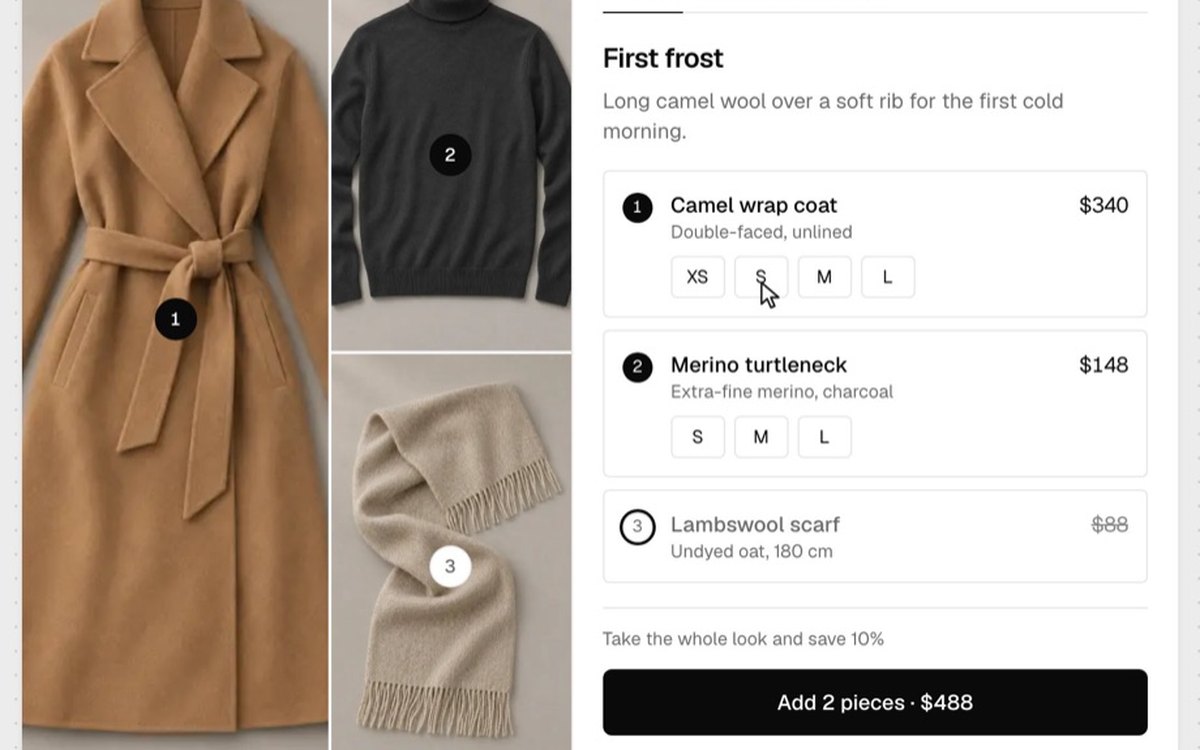 First frost
Long camel wool over a soft rib for the first cold
morning.
1
2
3
1
Camel wrap coat
$340
Double-faced, unlined
XS
S
M
L
2
Merino turtleneck
$148
Extra-fine merino, charcoal
S
M
L
3
Lambswool scarf
$88
Undyed oat, 180 cm
Take the whole look and save 10%
Add 2 pieces · $488